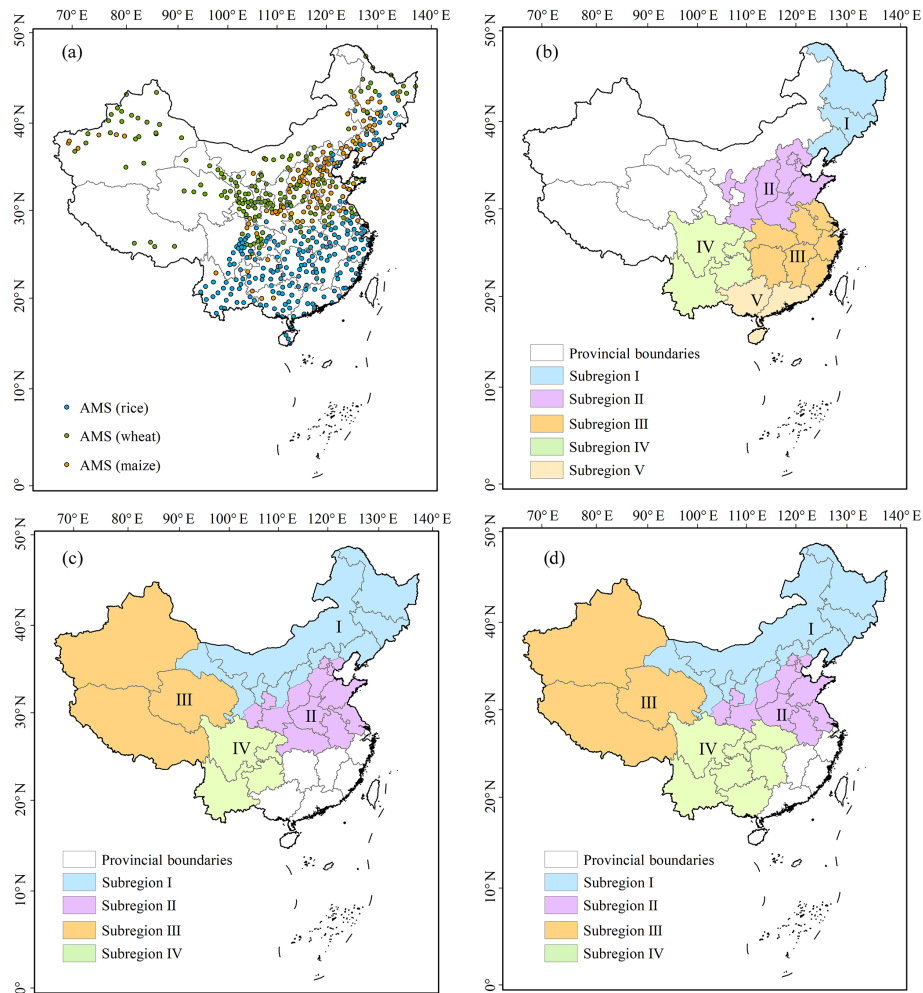 70° E 80° E 90° E 100° E 110° E 120° E 130° E 140° E
50° N
40° N
30° N
20° N
10° N
0°
(a)
AMS (rice)
AMS (wheat)
AMS (maize)
70° E 80° E 90° E 100° E 110° E 120° E 130° E 140° E
50° N
40° N
30° N
20° N
10° N
0°
(b)
I
II
III
IV
V
Provincial boundaries
Subregion I
Subregion II
Subregion III
Subregion IV
Subregion V
70° E 80° E 90° E 100° E 110° E 120° E 130° E 140° E
50° N
40° N
30° N
20° N
10° N
0°
(c)
I
III
II
IV
Provincial boundaries
Subregion I
Subregion II
Subregion III
Subregion IV
70° E 80° E 90° E 100° E 110° E 120° E 130° E 140° E
50° N
40° N
30° N
20° N
10° N
0°
(d)
I
III
II
IV
Provincial boundaries
Subregion I
Subregion II
Subregion III
Subregion IV